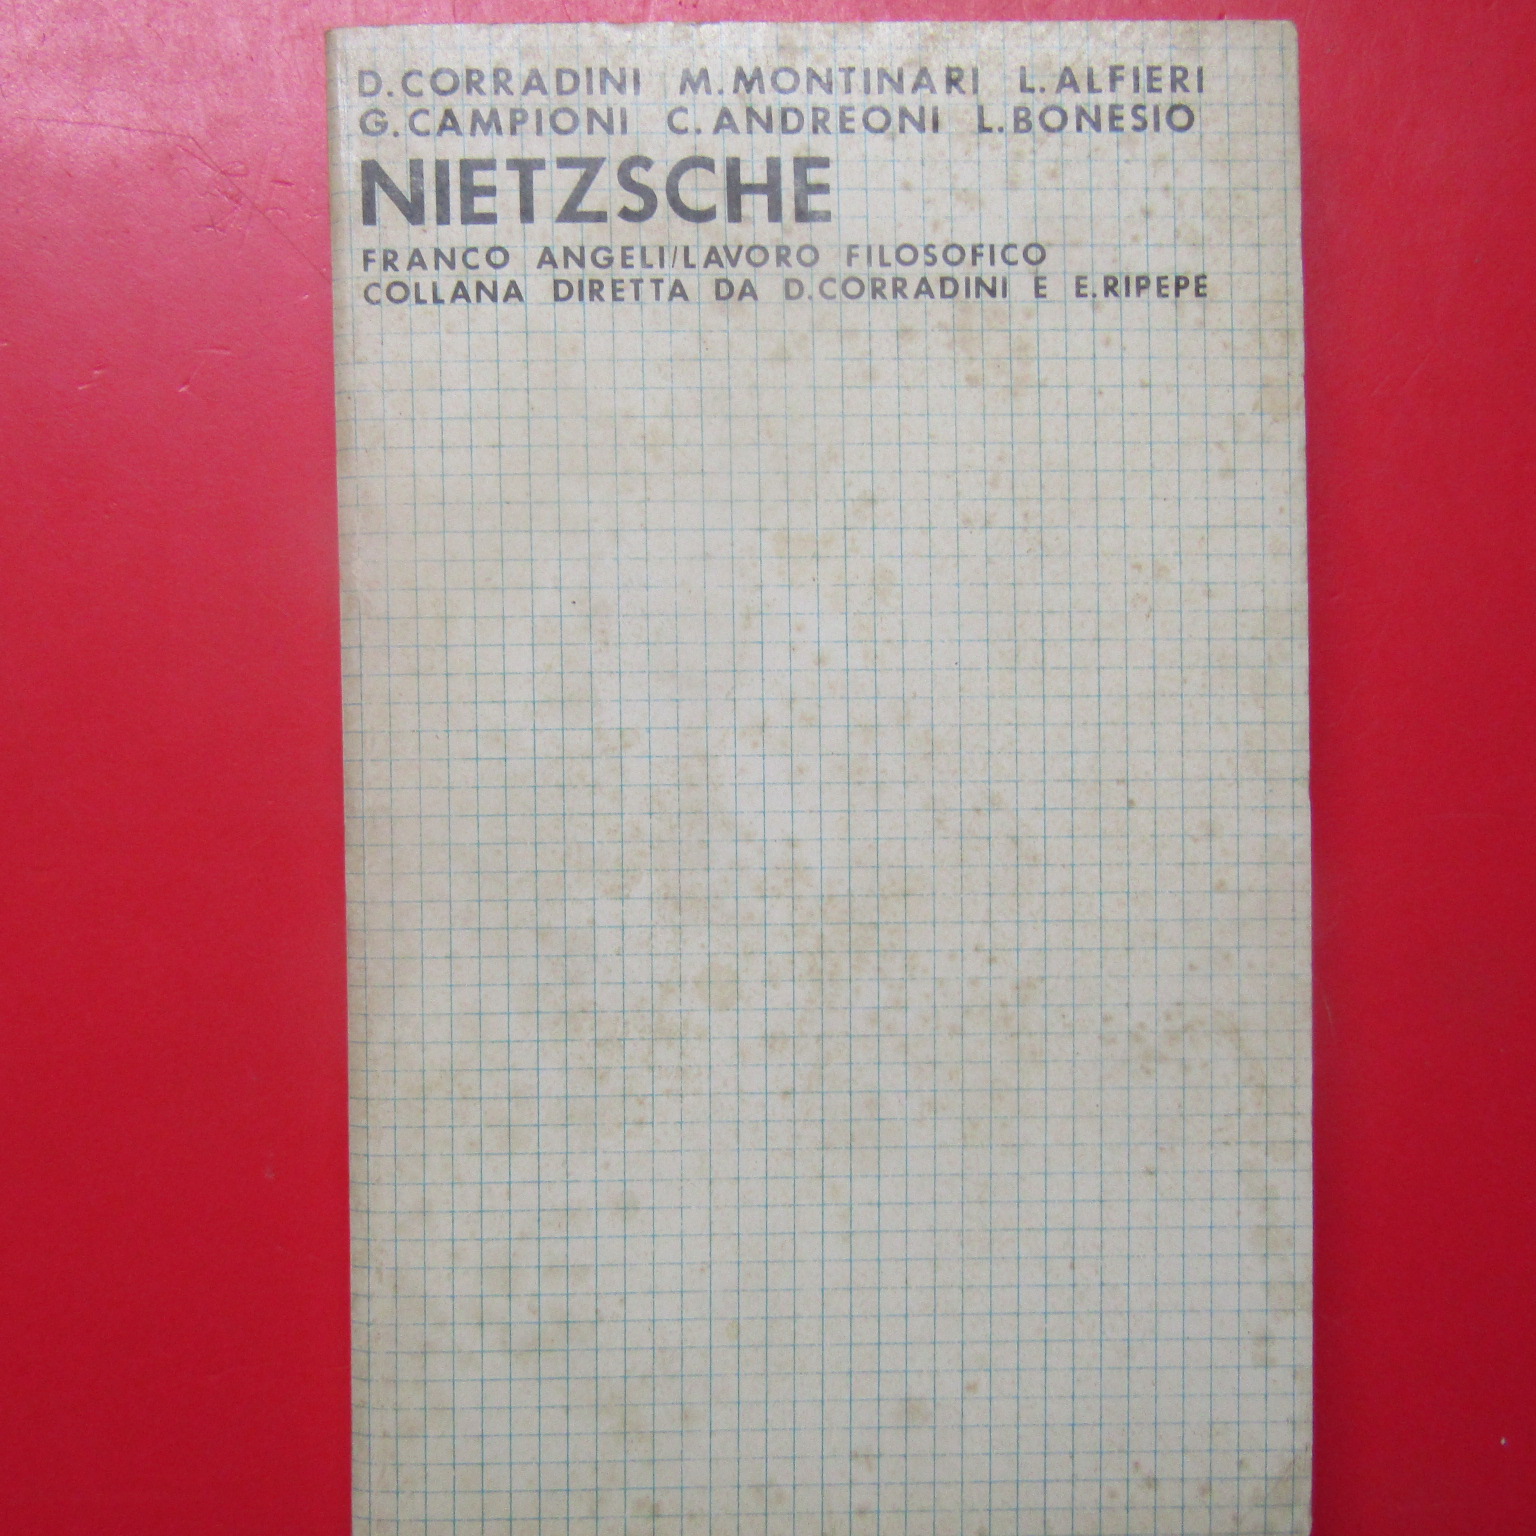 D.CORRADINI M.MONTINARI L.ALFIERI
G.CAMPIONI C.ANDREONI L.BONESIO
NIETZSCHE
FRANCO ANGELI/LAVORO FILOSOFICO
COLLANA DIRETTA DA D.CORRADINI E E.RIPEPE